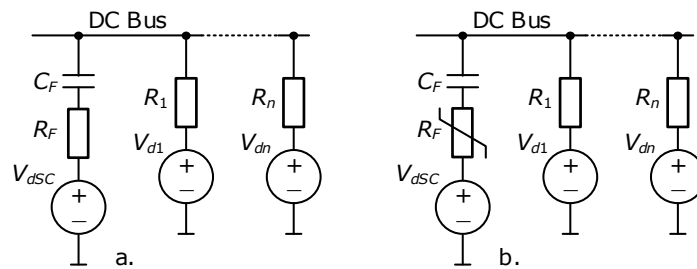 DC Bus
C_F
R_F
V_dSC
+
−
R_1
V_d1
+
−
R_n
V_dn
+
−
a.
DC Bus
C_F
R_F
V_dSC
+
−
R_1
V_d1
+
−
R_n
V_dn
+
−
b.